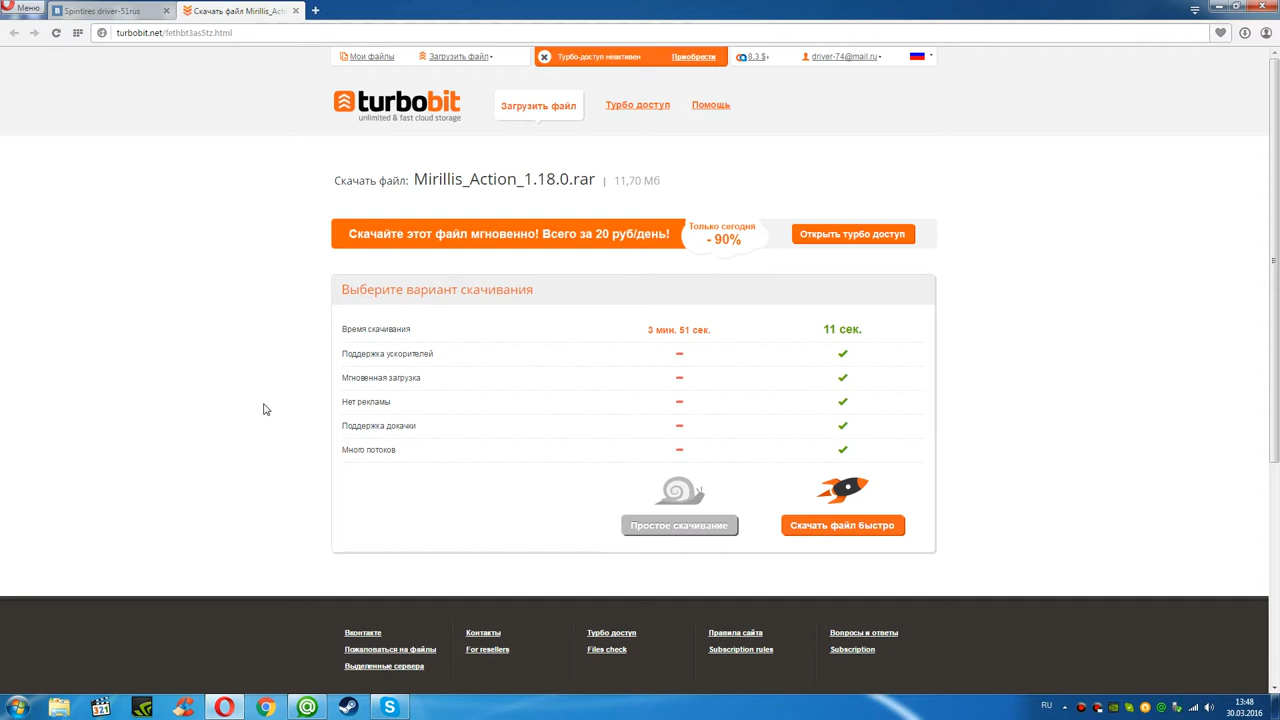 Меню
Spintires driver-51rus
Скачать файл Mirillis_Acti
turbobit.net/fethbt3as5tz.html
Мои файлы
Загрузить файл
Турбо-доступ неактивен
Приобрести
8.3 $
driver-74@mail.ru
turbobit
unlimited & fast cloud storage
Загрузить файл
Турбо доступ
Помощь
Скачать файл: Mirillis_Action_1.18.0.rar | 11,70 Мб
Скачайте этот файл мгновенно! Всего за 20 руб/день!
Только сегодня
- 90%
Открыть турбо доступ
Выберите вариант скачивания
Время скачивания 3 мин. 51 сек. 11 сек.
Поддержка ускорителей
Мгновенная загрузка
Нет рекламы
Поддержка докачки
Много потоков
Простое скачивание
Скачать файл быстро
Вконтакте
Пожаловаться на файлы
Выделенные сервера
Контакты
For resellers
Турбо доступ
Files check
Правила сайта
Subscription rules
Вопросы и ответы
Subscription
321
RU
13:48
30.03.2016